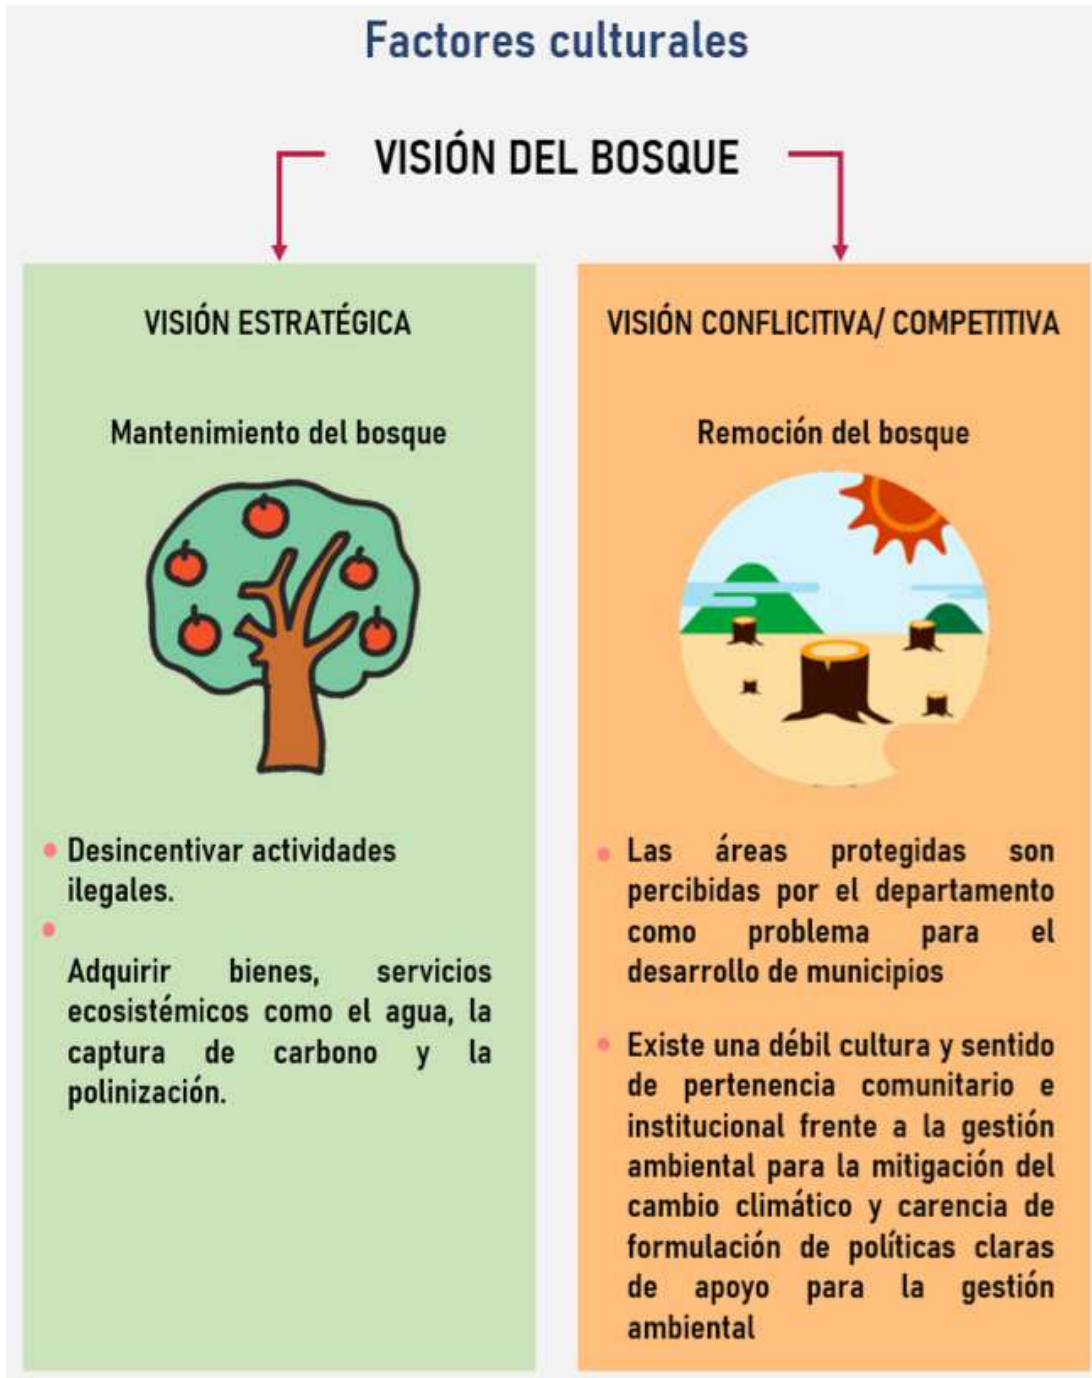 Factores culturales
VISIÓN DEL BOSQUE
VISIÓN ESTRATÉGICA
Mantenimiento del bosque
Desincentivar actividades
ilegales.
Adquirir bienes, servicios
ecosistémicos como el agua, la
captura de carbono y la
polinización.
VISIÓN CONFLICITIVA/ COMPETITIVA
Remoción del bosque
Las áreas protegidas son
percibidas por el departamento
como problema para el
desarrollo de municipios
Existe una débil cultura y sentido
de pertenencia comunitario e
institucional frente a la gestión
ambiental para la mitigación del
cambio climático y carencia de
formulación de políticas claras
de apoyo para la gestión
ambiental